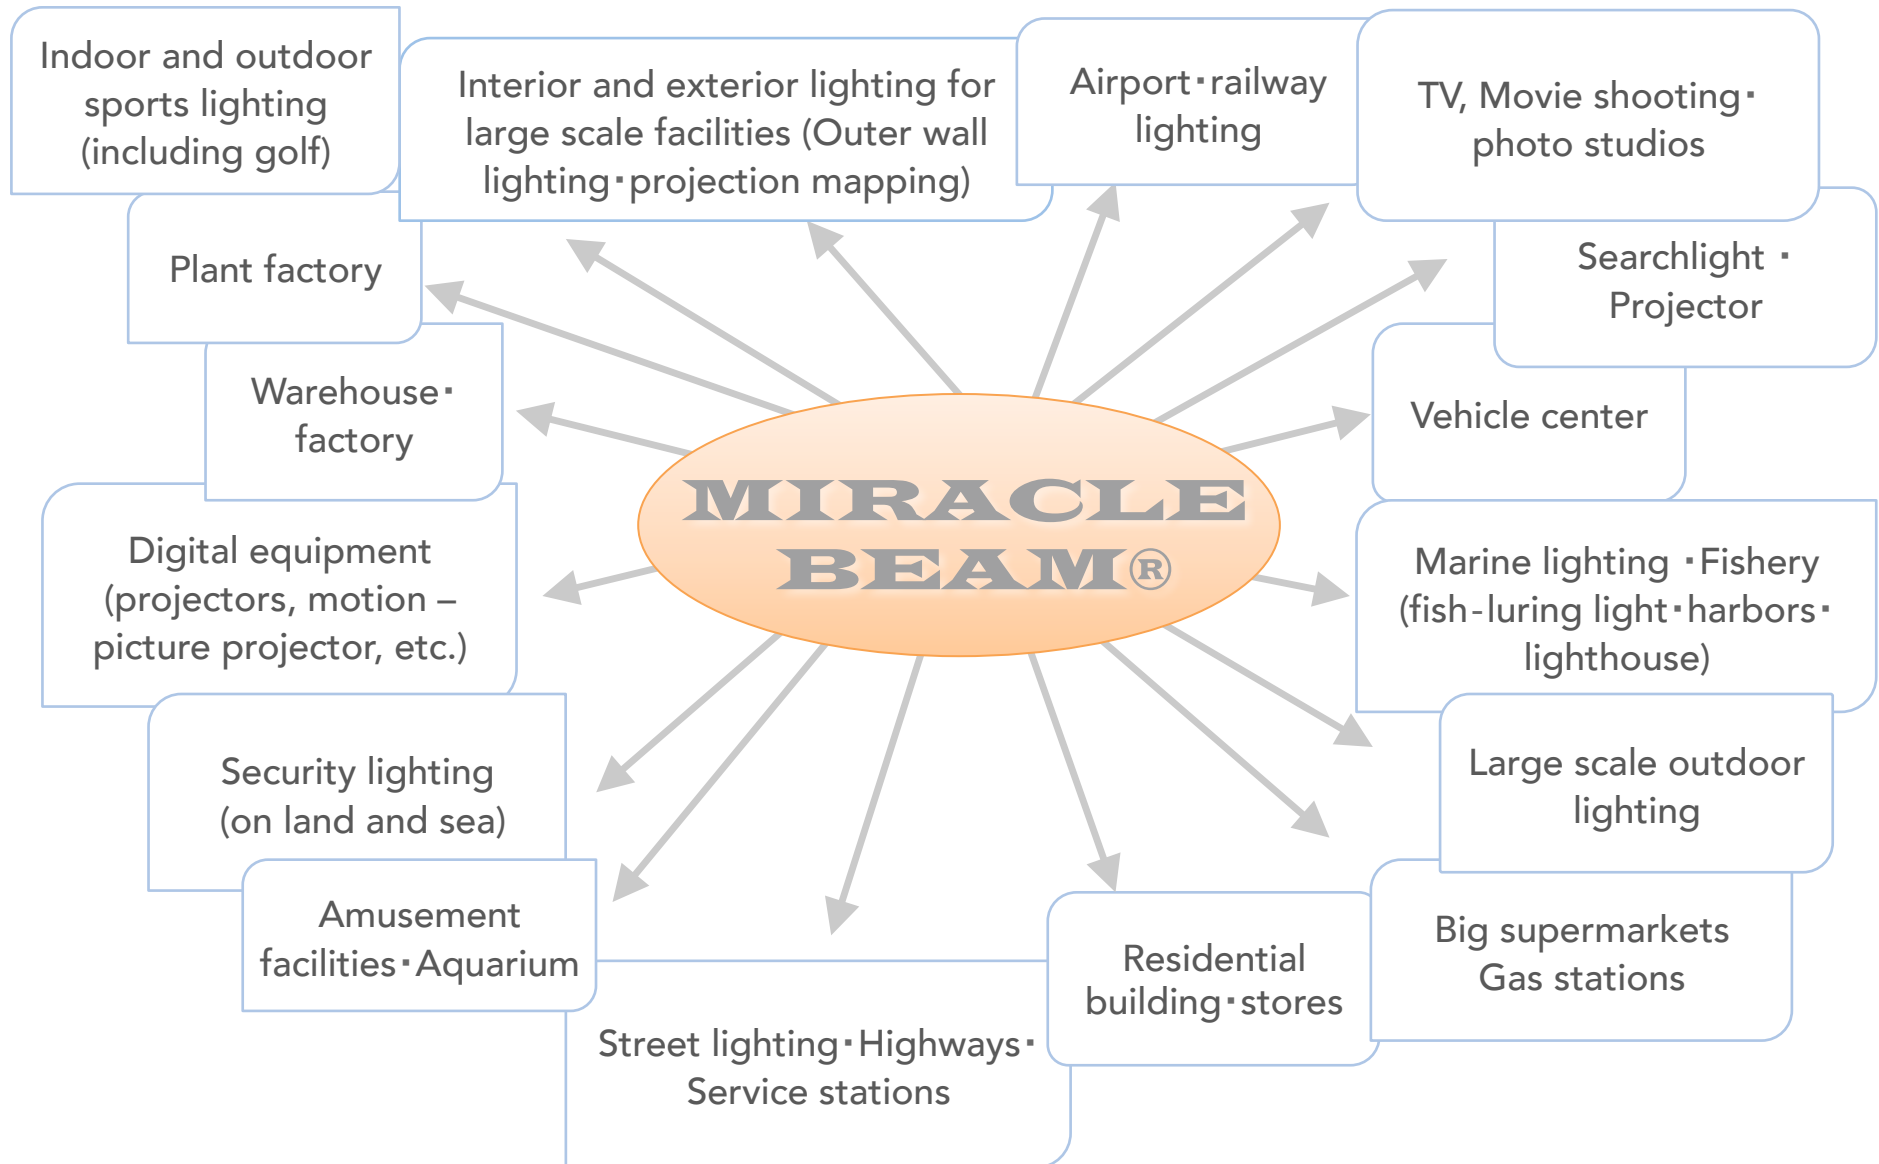 Indoor and outdoor
sports lighting
(including golf)
Interior and exterior lighting for
large scale facilities (Outer wall
lighting▪projection mapping)
Airport▪railway
lighting
TV, Movie shooting▪
photo studios
Plant factory
Searchlight ▪
Projector
Warehouse▪
factory
Vehicle center
MIRACLE
BEAM®
Digital equipment
(projectors, motion –
picture projector, etc.)
Marine lighting ▪Fishery
(fish-luring light▪harbors▪
lighthouse)
Security lighting
(on land and sea)
Large scale outdoor
lighting
Amusement
facilities▪Aquarium
Street lighting▪Highways▪
Service stations
Residential
building▪stores
Big supermarkets
Gas stations